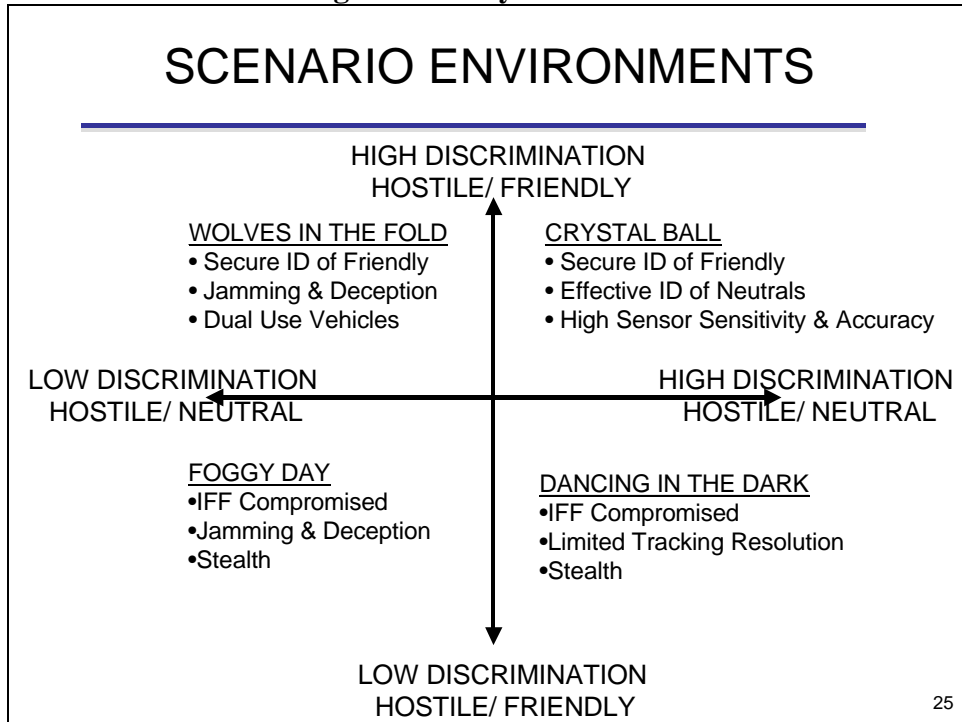 SCENARIO ENVIRONMENTS
HIGH DISCRIMINATION
HOSTILE/ FRIENDLY
WOLVES IN THE FOLD
• Secure ID of Friendly
• Jamming & Deception
• Dual Use Vehicles
CRYSTAL BALL
• Secure ID of Friendly
• Effective ID of Neutrals
• High Sensor Sensitivity & Accuracy
LOW DISCRIMINATION
HOSTILE/ NEUTRAL
HIGH DISCRIMINATION
HOSTILE/ NEUTRAL
FOGGY DAY
•IFF Compromised
•Jamming & Deception
•Stealth
DANCING IN THE DARK
•IFF Compromised
•Limited Tracking Resolution
•Stealth
LOW DISCRIMINATION
HOSTILE/ FRIENDLY
25